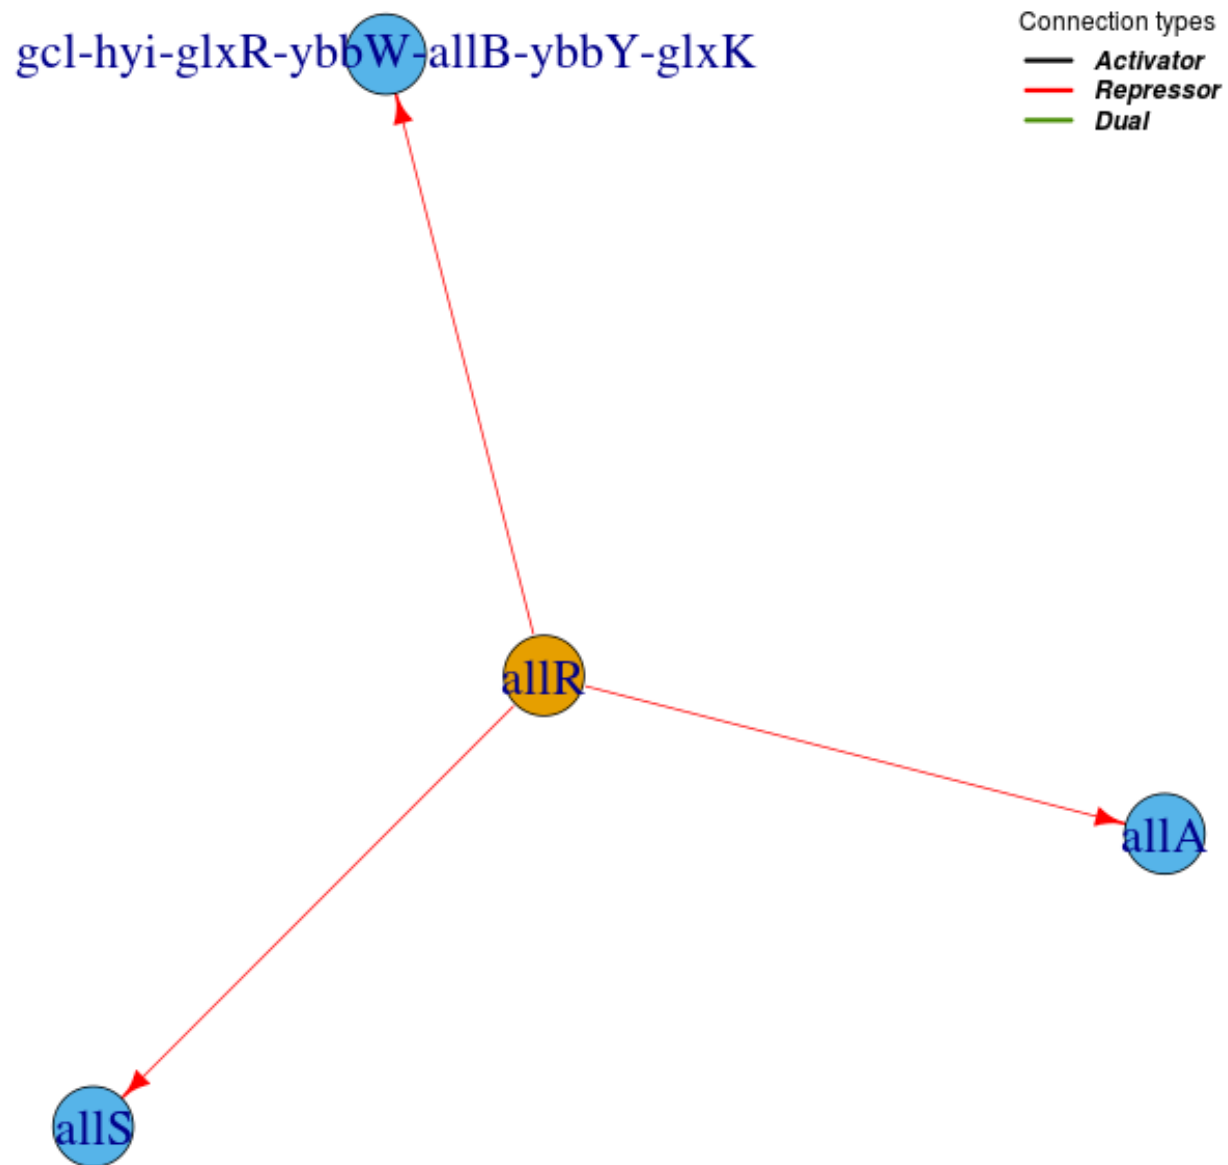 Connection types
Activator
Repressor
Dual
gcl-hyi-glxR-ybbW-allB-ybbY-glxK
allR
allA
allS